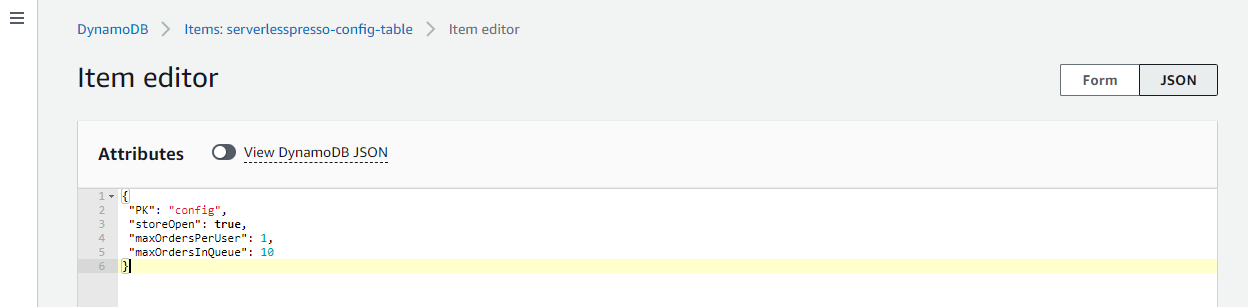 DynamoDB > Items: serverlesspresso-config-table > Item editor
Item editor
Form JSON
Attributes View DynamoDB JSON
1 {
2 "PK": "config",
3 "storeOpen": true,
4 "maxOrdersPerUser": 1,
5 "maxOrdersInQueue": 10
6 }